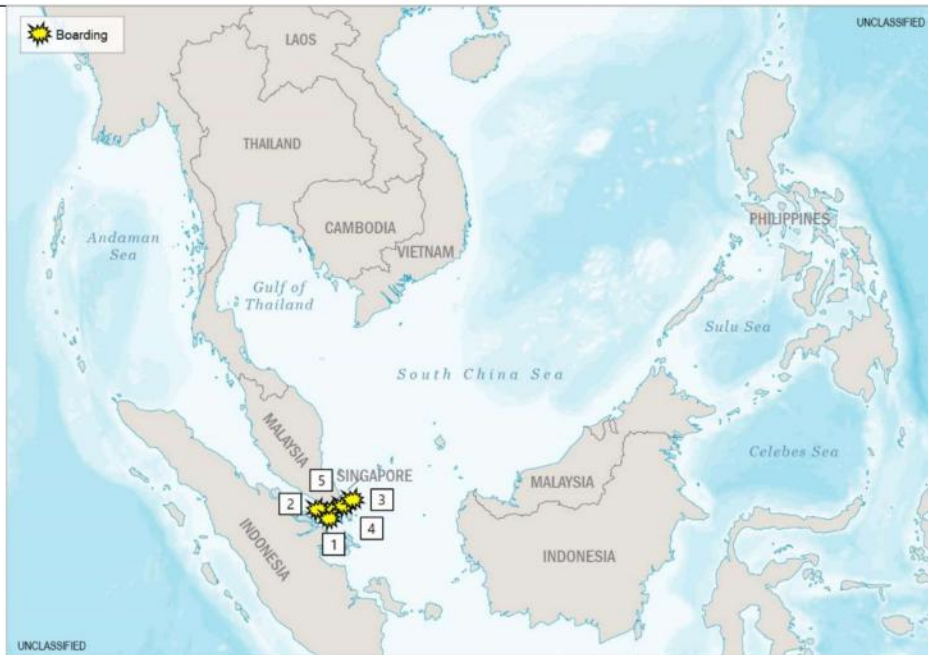 Boarding
UNCLASSIFIED
LAOS
THAILAND
PHILIPPINES
Andaman
Sea
CAMBODIA
VIETNAM
Gulf of
Thailand
Sulu Sea
South China Sea
MALAYSIA
Celebes Sea
SINGAPORE
5
MALAYSIA
2
3
4
1
INDONESIA
INDONESIA
UNCLASSIFIED